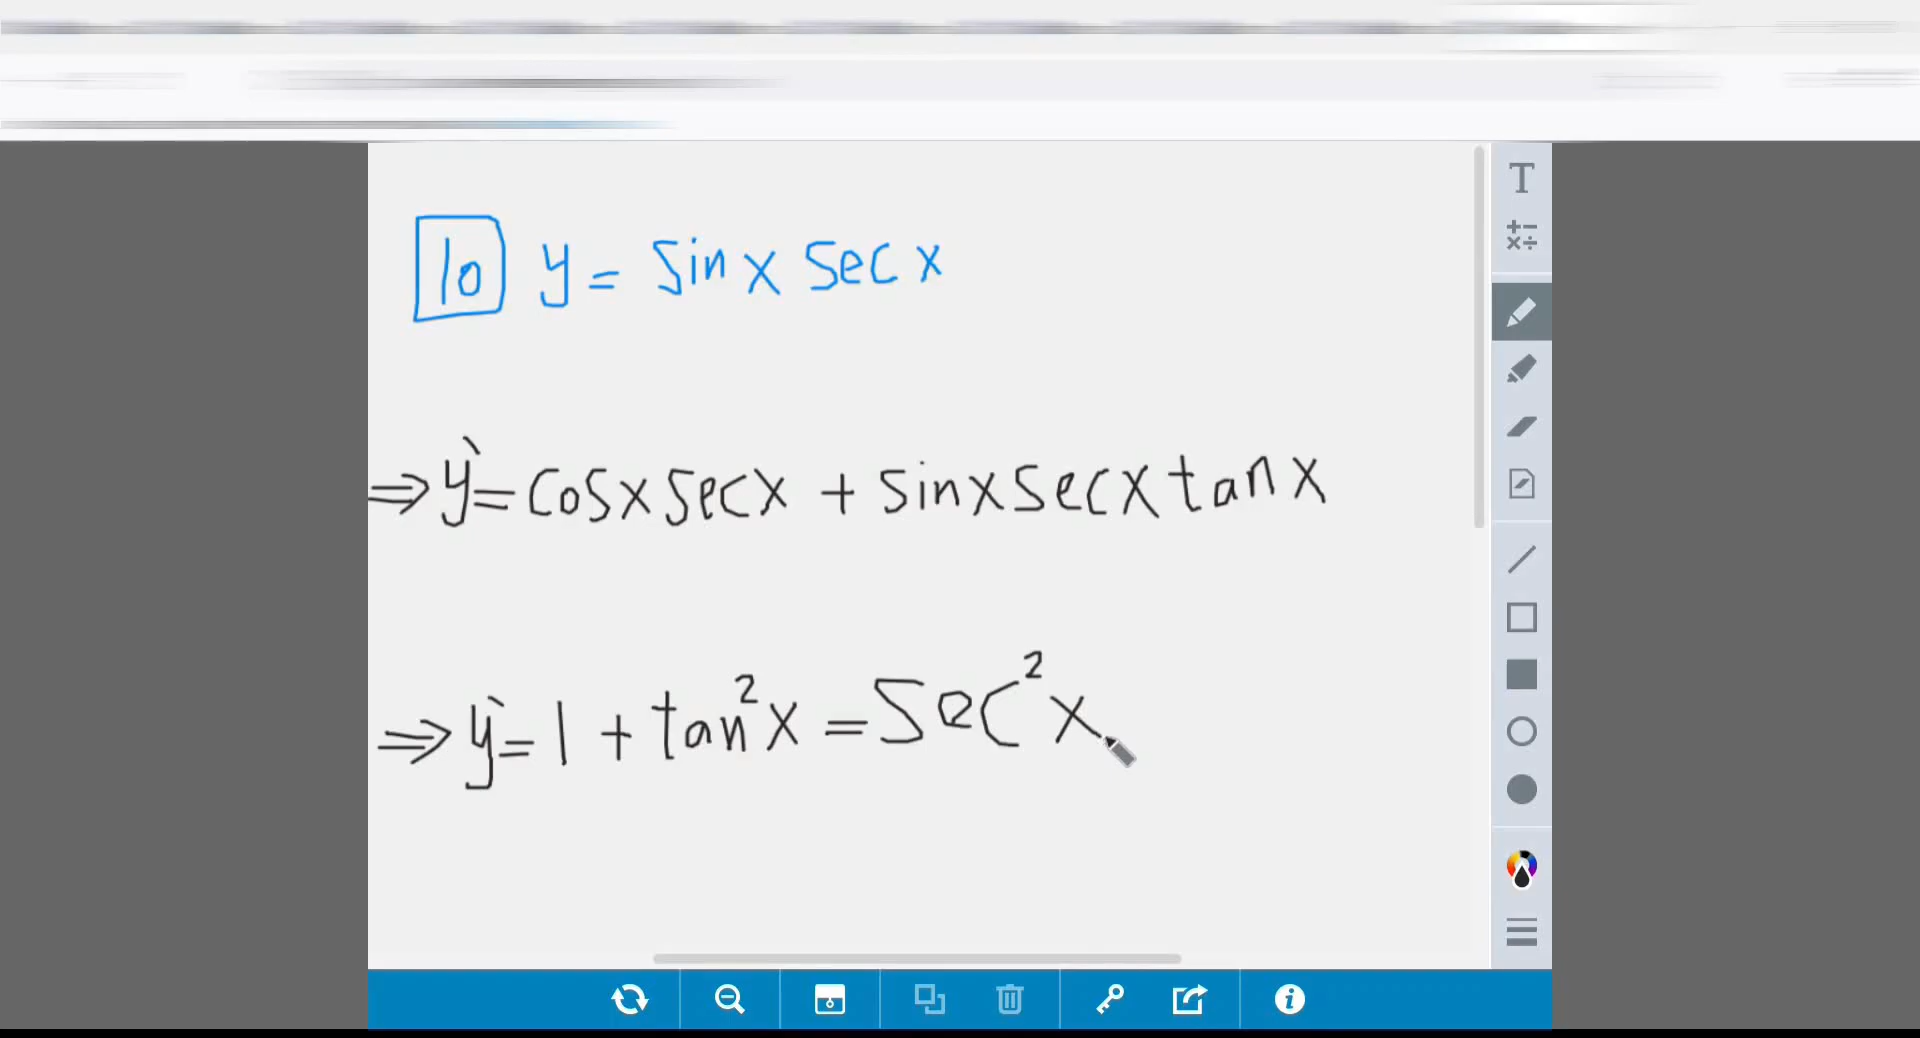 10 y = sin x sec x
⇒ y' = cos x sec x + sin x sec x tan x
⇒ y' = 1 + tan² x = sec² x
T